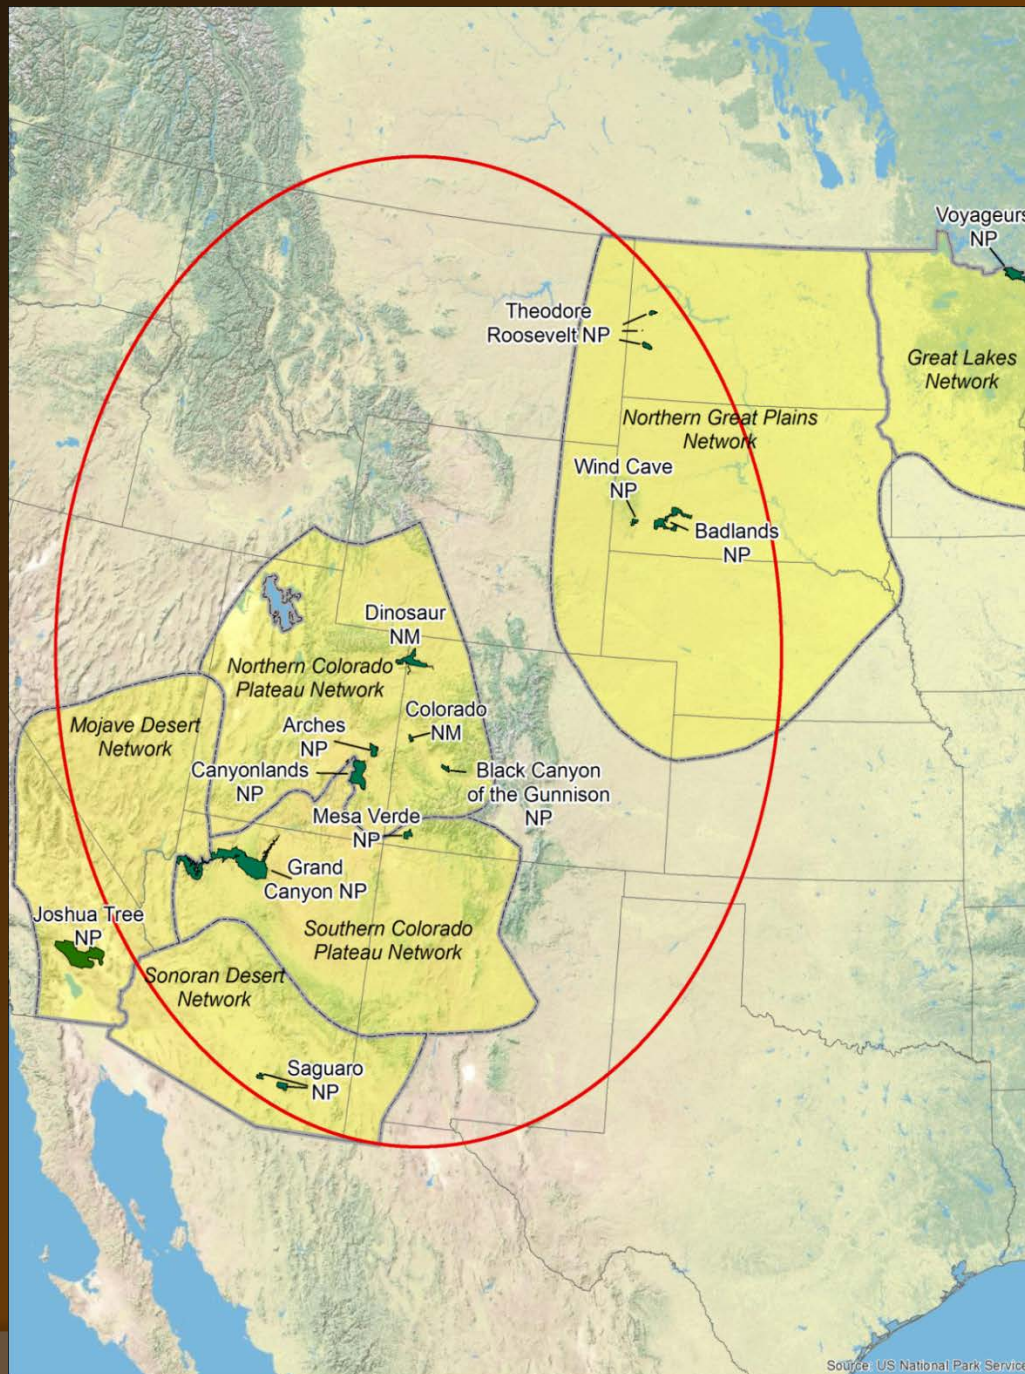 Voyageurs
NP
Theodore
Roosevelt NP
Great Lakes
Network
Northern Great Plains
Network
Wind Cave
NP
Badlands
NP
Dinosaur
NM
Northern Colorado
Plateau Network
Mojave Desert
Network
Colorado
NM
Arches
NP
Canyonlands
NP
Black Canyon
of the Gunnison
NP
Mesa Verde
NP
Grand
Canyon NP
Joshua Tree
NP
Southern Colorado
Plateau Network
Sonoran Desert
Network
Saguaro
NP
Source: US National Park Service